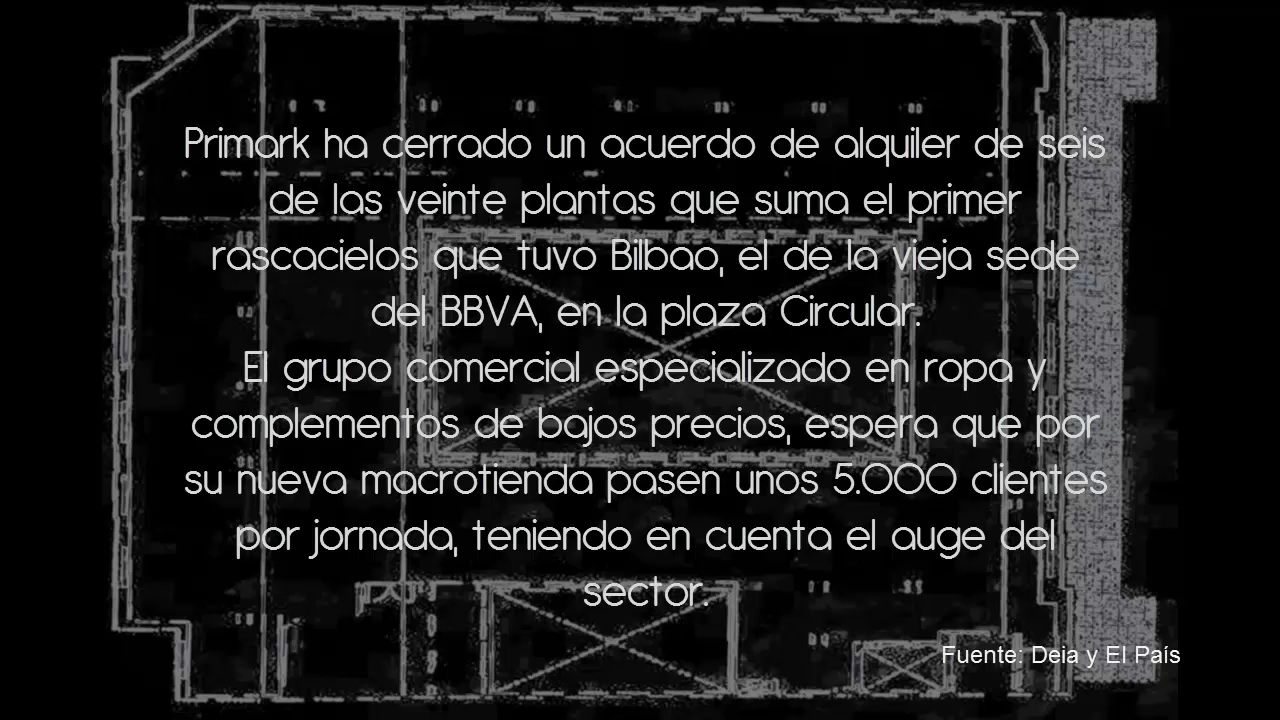 Primark ha cerrado un acuerdo de alquiler de seis
de las veinte plantas que suma el primer
rascacielos que tuvo Bilbao, el de la vieja sede
del BBVA, en la plaza Circular.
El grupo comercial especializado en ropa y
complementos de bajos precios, espera que por
su nueva macrotienda pasen unos 5.000 clientes
por jornada, teniendo en cuenta el auge del
sector.
Fuente: Deia y El País